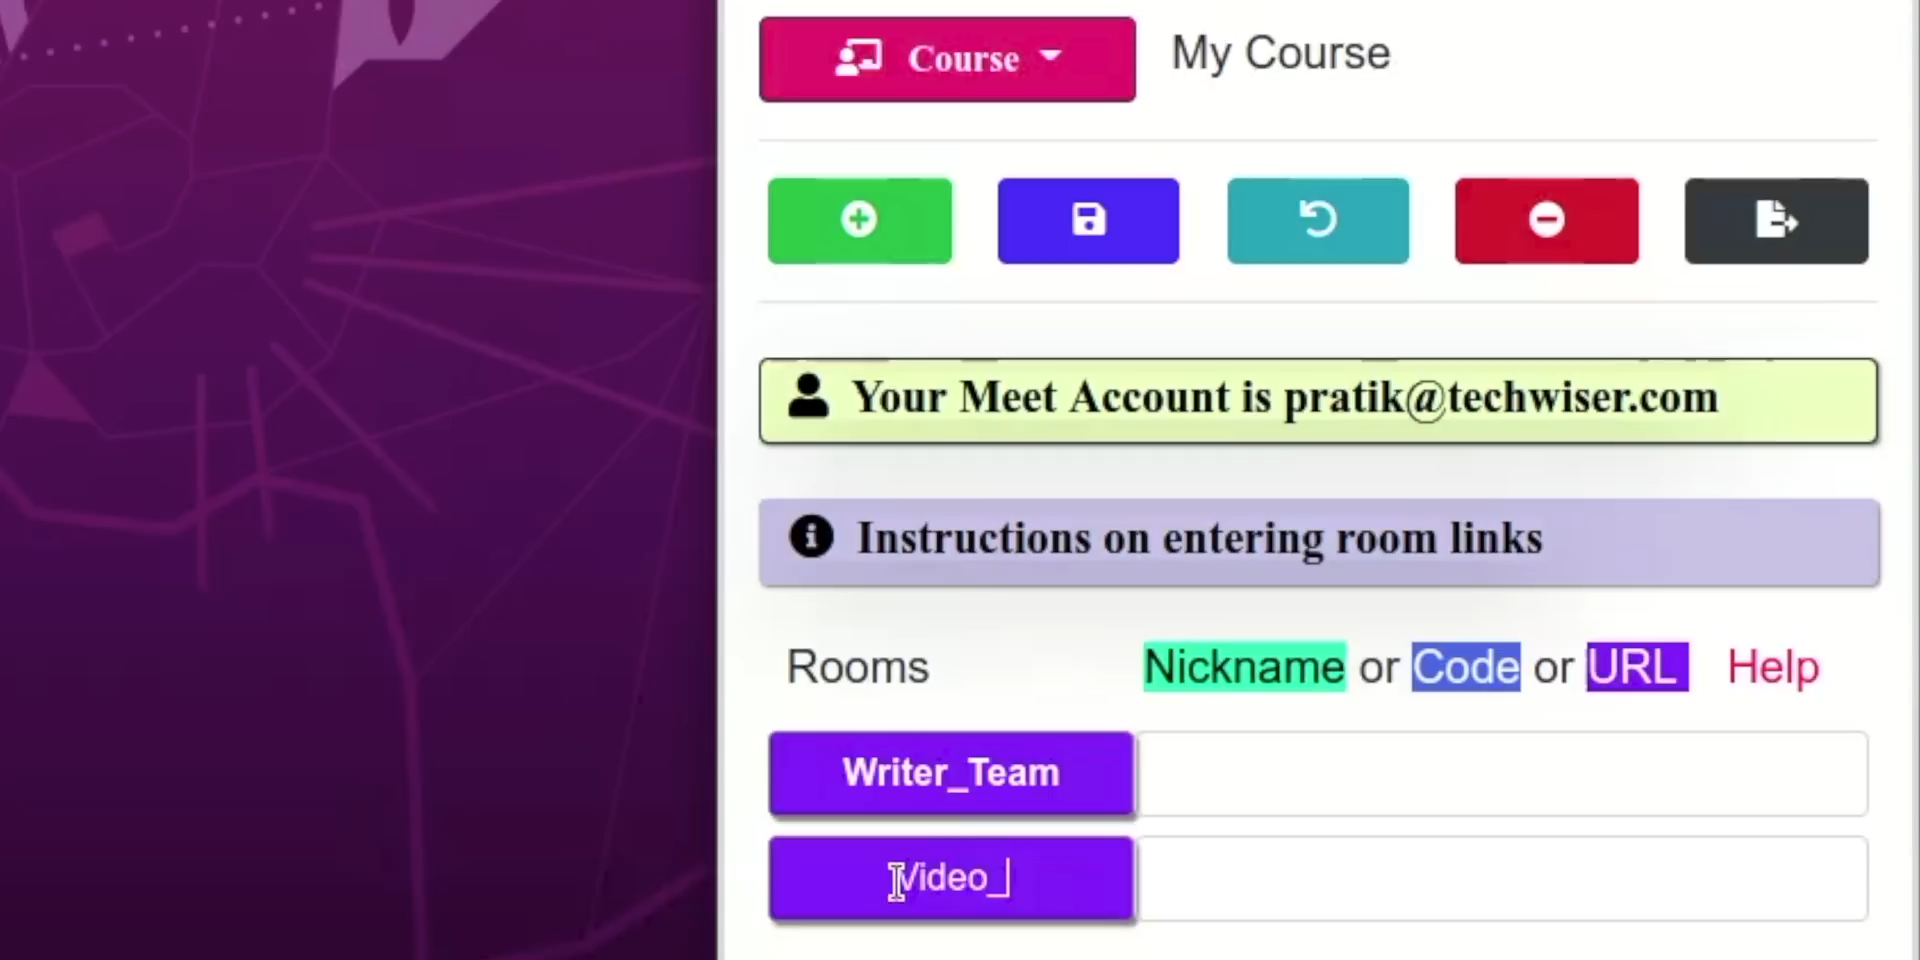 Course My Course
Your Meet Account is pratik@techwiser.com
Instructions on entering room links
Rooms Nickname or Code or URL Help
Writer_Team
Video_